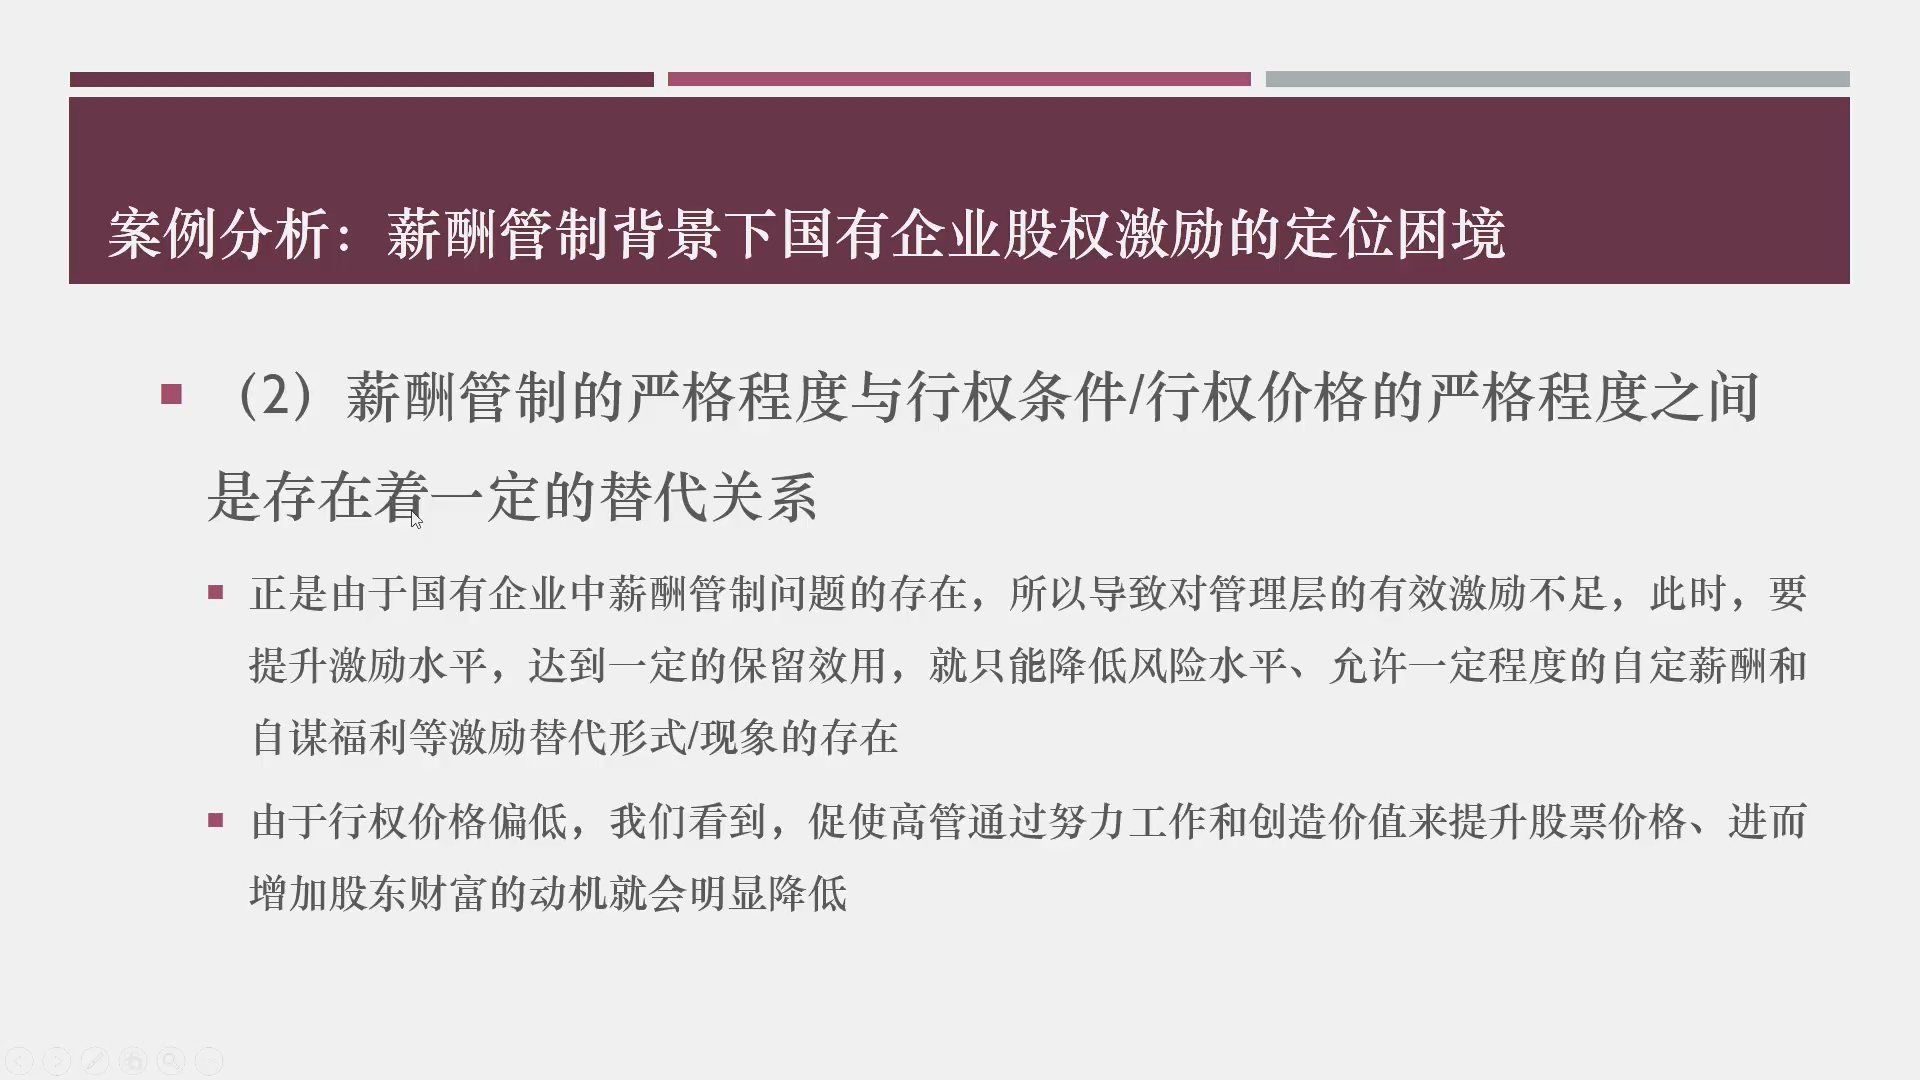 案例分析：薪酬管制背景下国有企业股权激励的定位困境
（2）薪酬管制的严格程度与行权条件/行权价格的严格程度之间
是存在着一定的替代关系
正是由于国有企业中薪酬管制问题的存在，所以导致对管理层的有效激励不足，此时，要
提升激励水平，达到一定的保留效用，就只能降低风险水平、允许一定程度的自定薪酬和
自谋福利等激励替代形式/现象的存在
由于行权价格偏低，我们看到，促使高管通过努力工作和创造价值来提升股票价格、进而
增加股东财富的动机就会明显降低